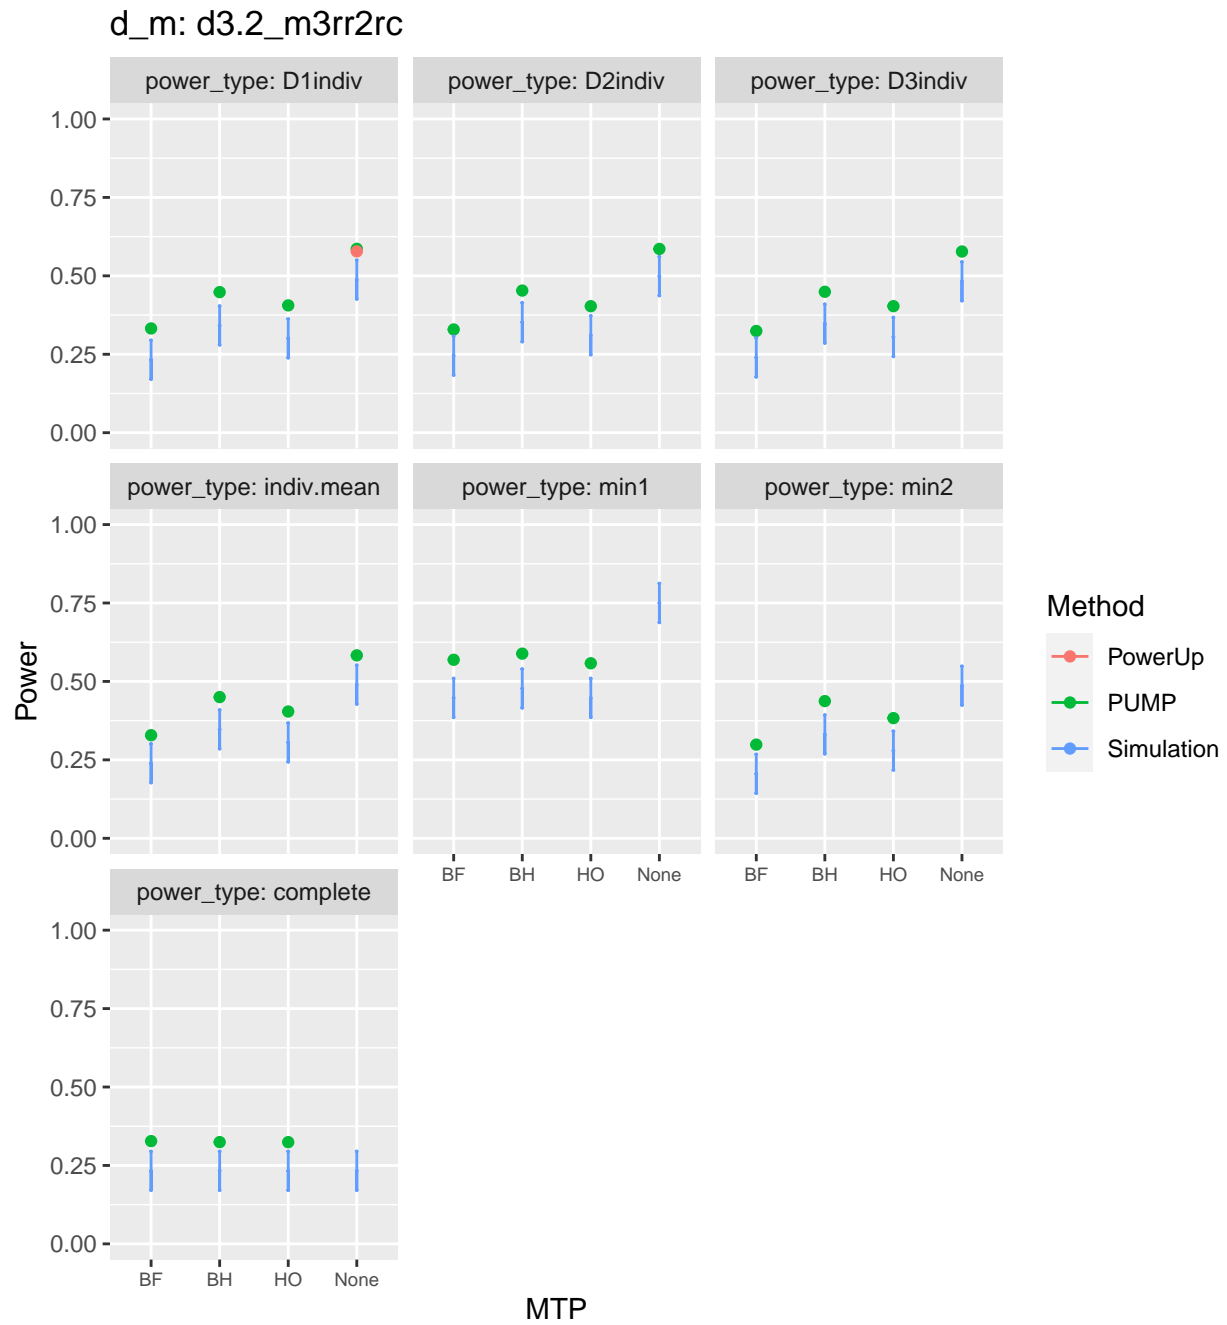 d_m: d3.2_m3rr2rc
power_type: D1indiv
power_type: D2indiv
power_type: D3indiv
1.00
0.75
0.50
0.25
0.00
power_type: indiv.mean
power_type: min1
power_type: min2
1.00
0.75
0.50
0.25
0.00
BF BH HO None
BF BH HO None
power_type: complete
1.00
0.75
0.50
0.25
0.00
BF BH HO None
Power
MTP
Method
PowerUp
PUMP
Simulation